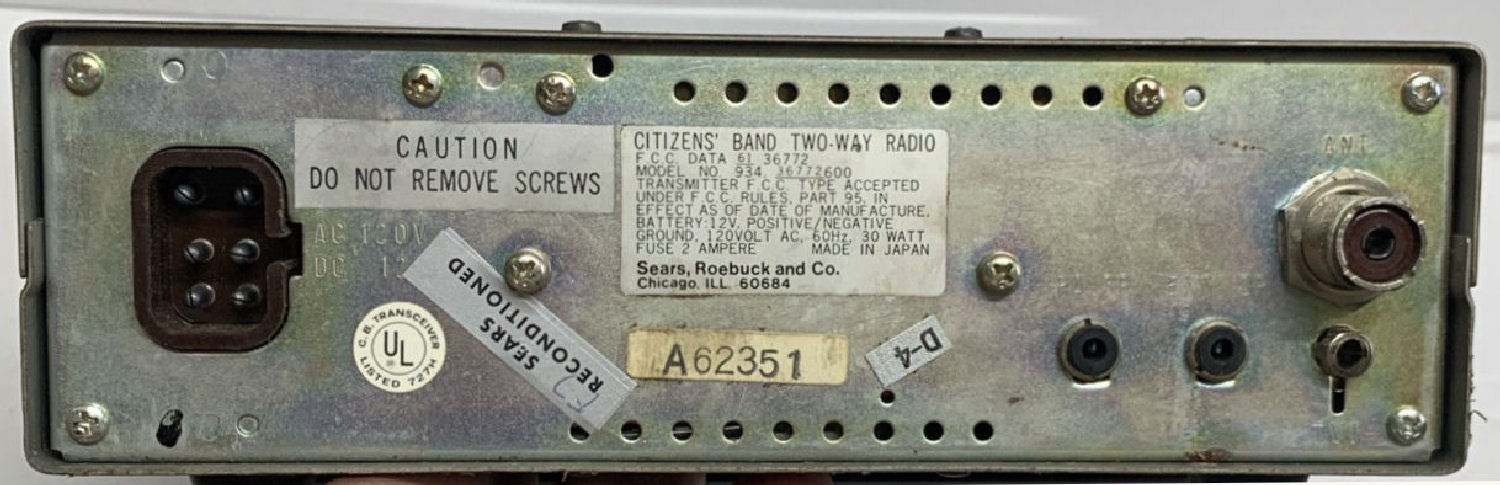 CAUTION
DO NOT REMOVE SCREWS
CITIZENS' BAND TWO-WAY RADIO
F.C.C. DATA 61 36772
MODEL NO. 934. 36772600
TRANSMITTER F.C.C. TYPE ACCEPTED
UNDER F.C.C. RULES, PART 95, IN
EFFECT AS OF DATE OF MANUFACTURE.
BATTERY:12V. POSITIVE/NEGATIVE
GROUND, 120VOLT AC, 60Hz, 30 WATT
FUSE 2 AMPERE MADE IN JAPAN
Sears, Roebuck and Co.
Chicago, ILL. 60684
ANT
AC 120V
DC
SEARS
RECONDITIONED
C.B. TRANSCEIVER
UL
®
LISTED 727H
A62351
D-4